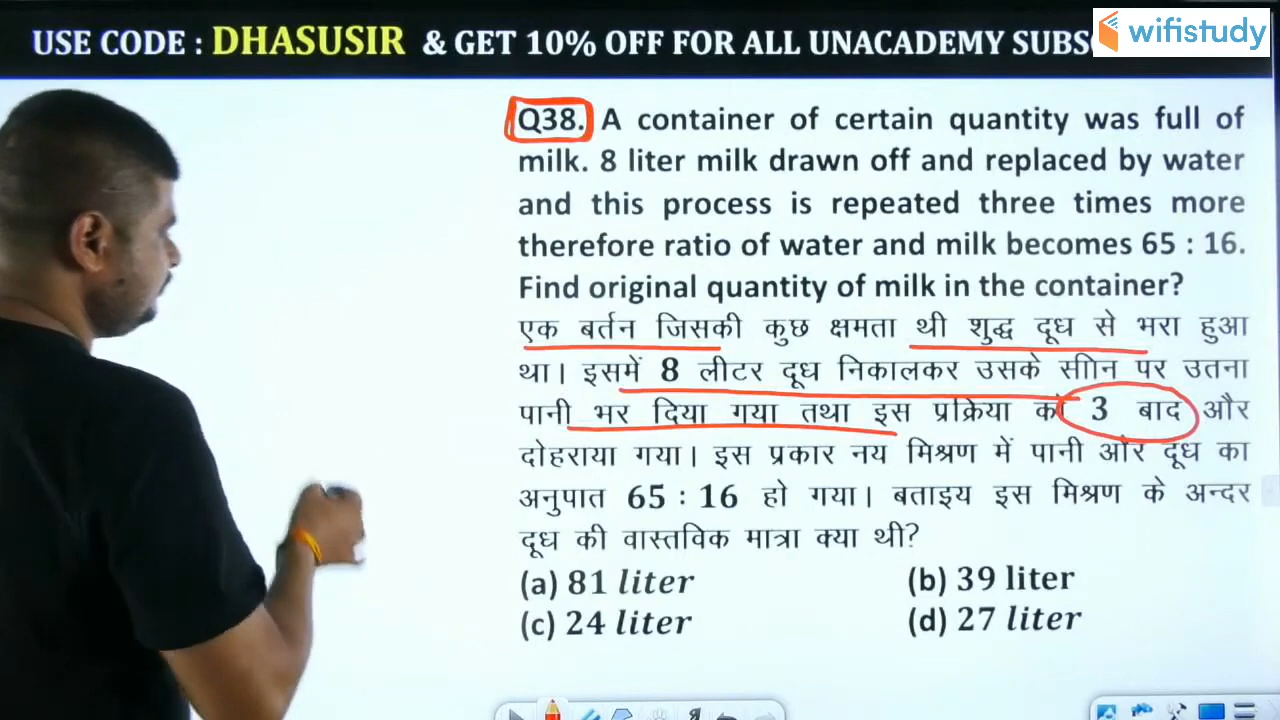 USE CODE : DHASUSIR & GET 10% OFF FOR ALL UNACADEMY SUBS
wifistudy
Q38. A container of certain quantity was full of
milk. 8 liter milk drawn off and replaced by water
and this process is repeated three times more
therefore ratio of water and milk becomes 65 : 16.
Find original quantity of milk in the container?
एक बर्तन जिसकी कुछ क्षमता थी शुद्ध दूध से भरा हुआ
था। इसमें 8 लीटर दूध निकालकर उसके सीाान पर उतना
पानी भर दिया गया तथा इस प्रक्रिया को 3 बाद और
दोहराया गया। इस प्रकार नय मिश्रण में पानी और दूध का
अनुपात 65 : 16 हो गया। बताइय इस मिश्रण के अन्दर
दूध की वास्तविक मात्रा क्या थी?
(a) 81 liter (b) 39 liter
(c) 24 liter (d) 27 liter